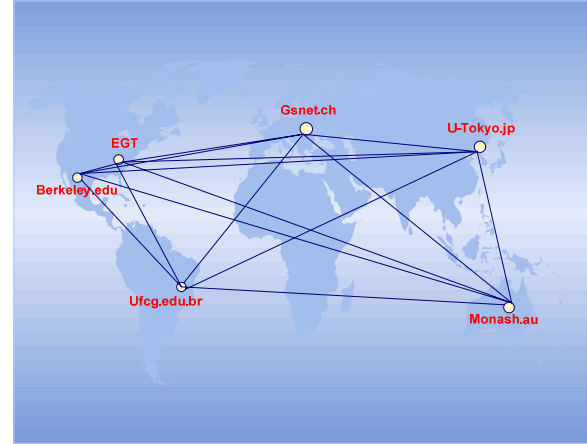 Gsnet.ch
U-Tokyo.jp
EGT
Berkeley.edu
Ufcg.edu.br
Monash.au